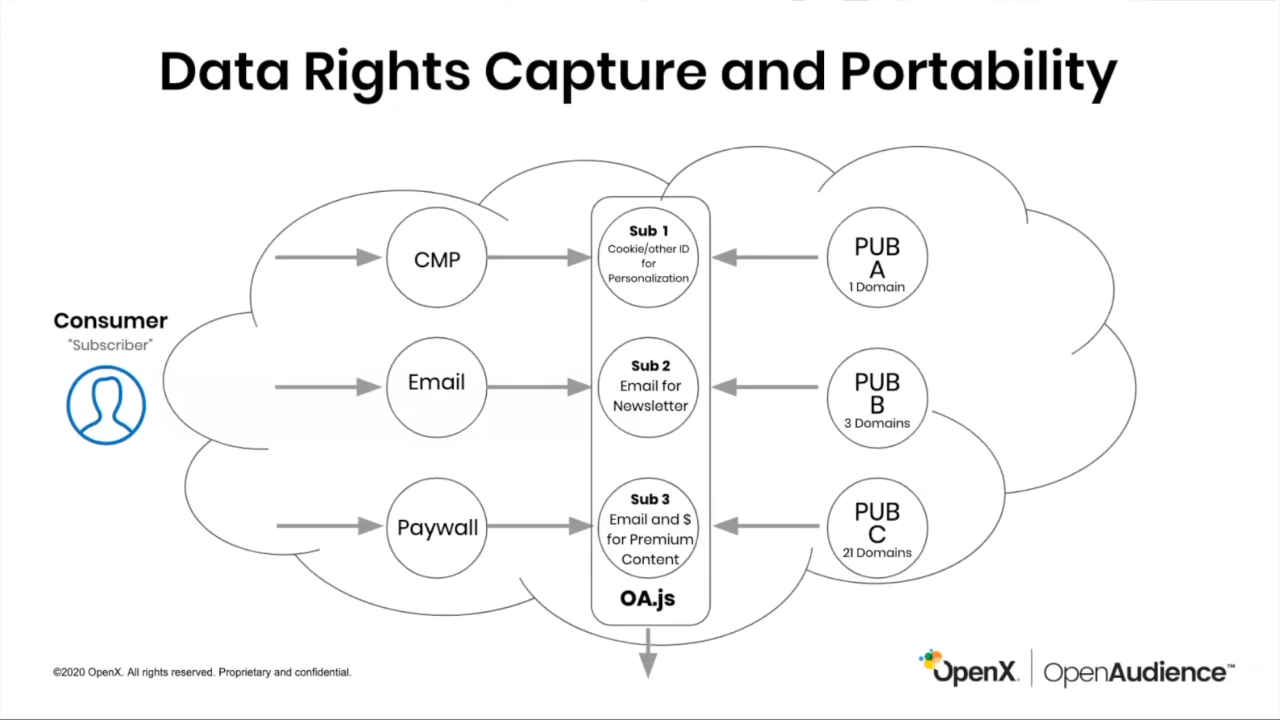 Data Rights Capture and Portability
Consumer
"Subscriber"
CMP
Email
Paywall
Sub 1
Cookie/other ID
for
Personalization
Sub 2
Email for
Newsletter
Sub 3
Email and $
for Premium
Content
OA.js
PUB
A
1 Domain
PUB
B
3 Domains
PUB
C
21 Domains
©2020 OpenX. All rights reserved. Proprietary and confidential.
OpenX.
OpenAudience™